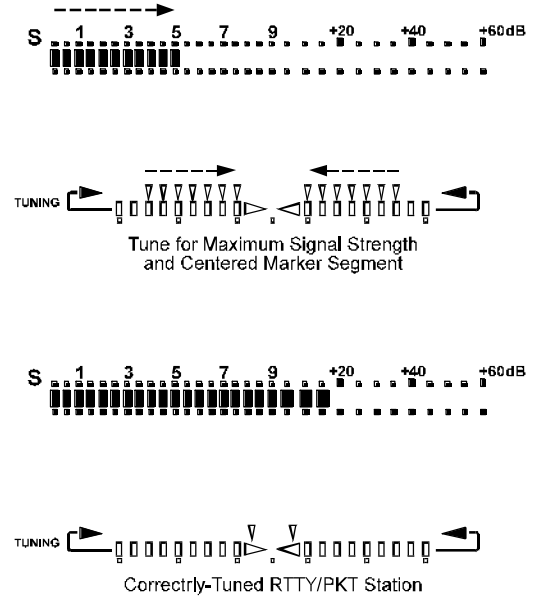 S 1 3 5 7 9 +20 +40 +60dB
TUNING
Tune for Maximum Signal Strength
and Centered Marker Segment
S 1 3 5 7 9 +20 +40 +60dB
TUNING
Correctrly-Tuned RTTY/PKT Station